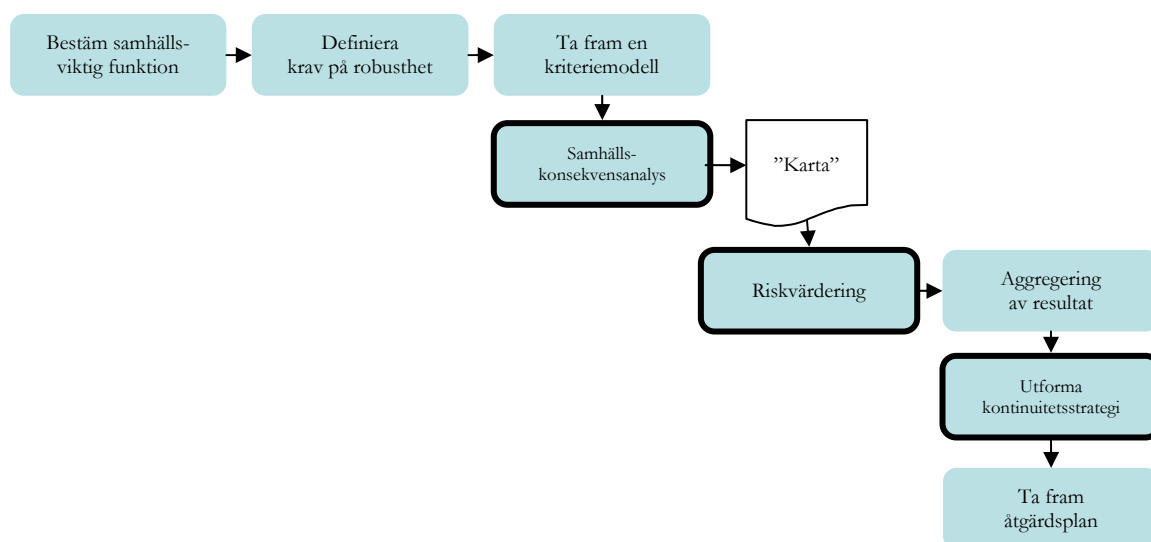 Bestäm samhälls-
viktig funktion
Definiera
krav på robusthet
Ta fram en
kriteriemodell
Samhälls-
konsekvensanalys
”Karta”
Riskvärdering
Aggregering
av resultat
Utforma
kontinuitetsstrategi
Ta fram
åtgärdsplan